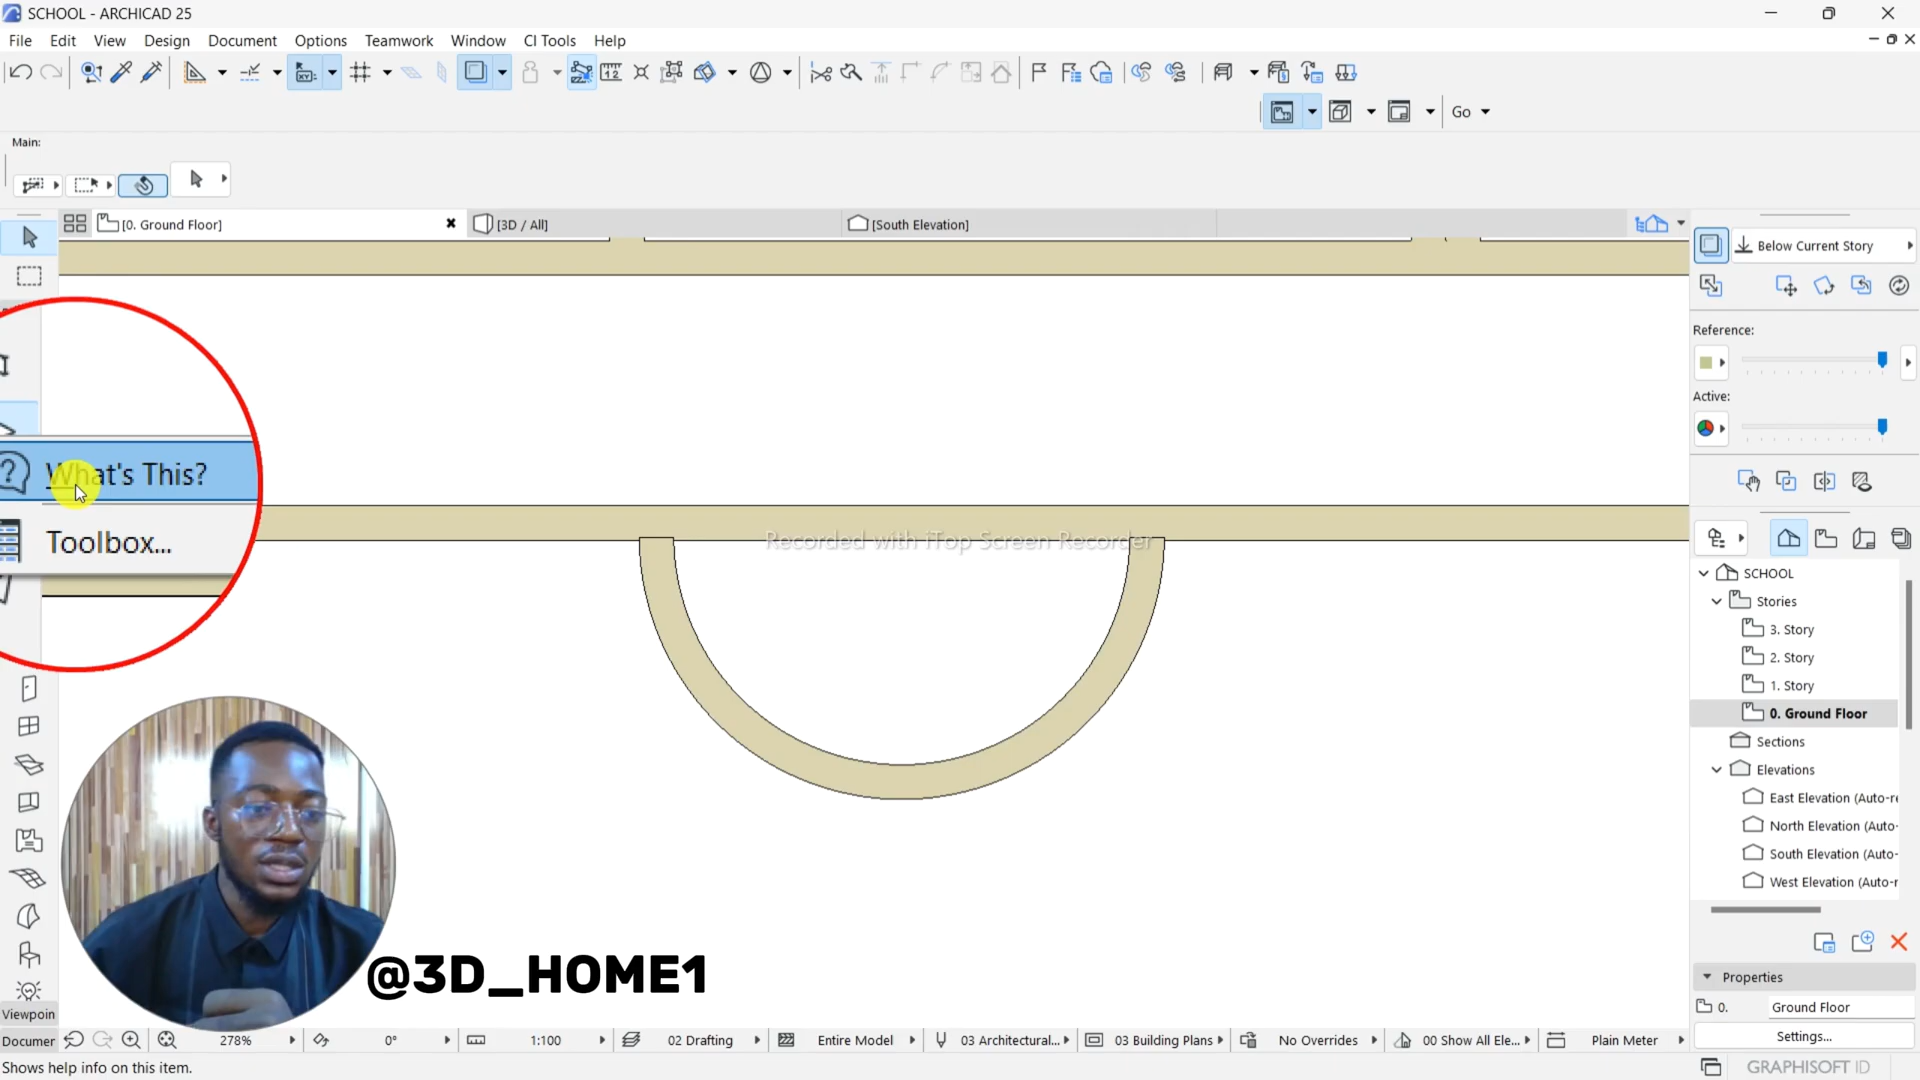 SCHOOL - ARCHICAD 25
File Edit View Design Document Options Teamwork Window CI Tools Help
Go
Main:
[0. Ground Floor]
[3D / All]
[South Elevation]
Below Current Story
Reference:
Active:
What's This?
Toolbox...
Recorded with iTop Screen Recorder
SCHOOL
Stories
3. Story
2. Story
1. Story
0. Ground Floor
Sections
Elevations
East Elevation (Auto-re
North Elevation (Auto-
South Elevation (Auto-
West Elevation (Auto-r
Properties
0. Ground Floor
Settings...
@3D_HOME1
Viewpoin
Documer
278% 0° 1:100 02 Drafting Entire Model 03 Architectural... 03 Building Plans No Overrides 00 Show All Ele... Plain Meter
Shows help info on this item.
GRAPHISOFT ID